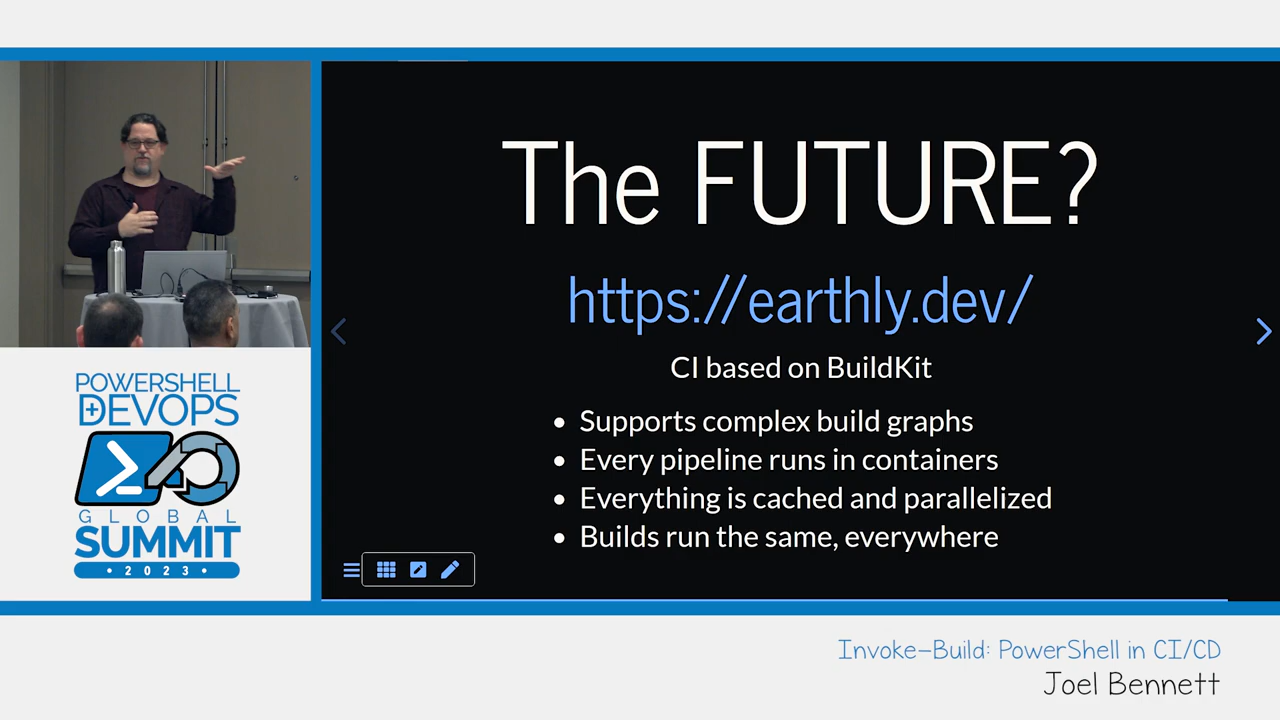 The FUTURE?
https://earthly.dev/
CI based on BuildKit
• Supports complex build graphs
• Every pipeline runs in containers
• Everything is cached and parallelized
• Builds run the same, everywhere
POWERSHELL
+DEVOPS
GLOBAL
SUMMIT
• 2023 •
Invoke-Build: PowerShell in CI/CD
Joel Bennett